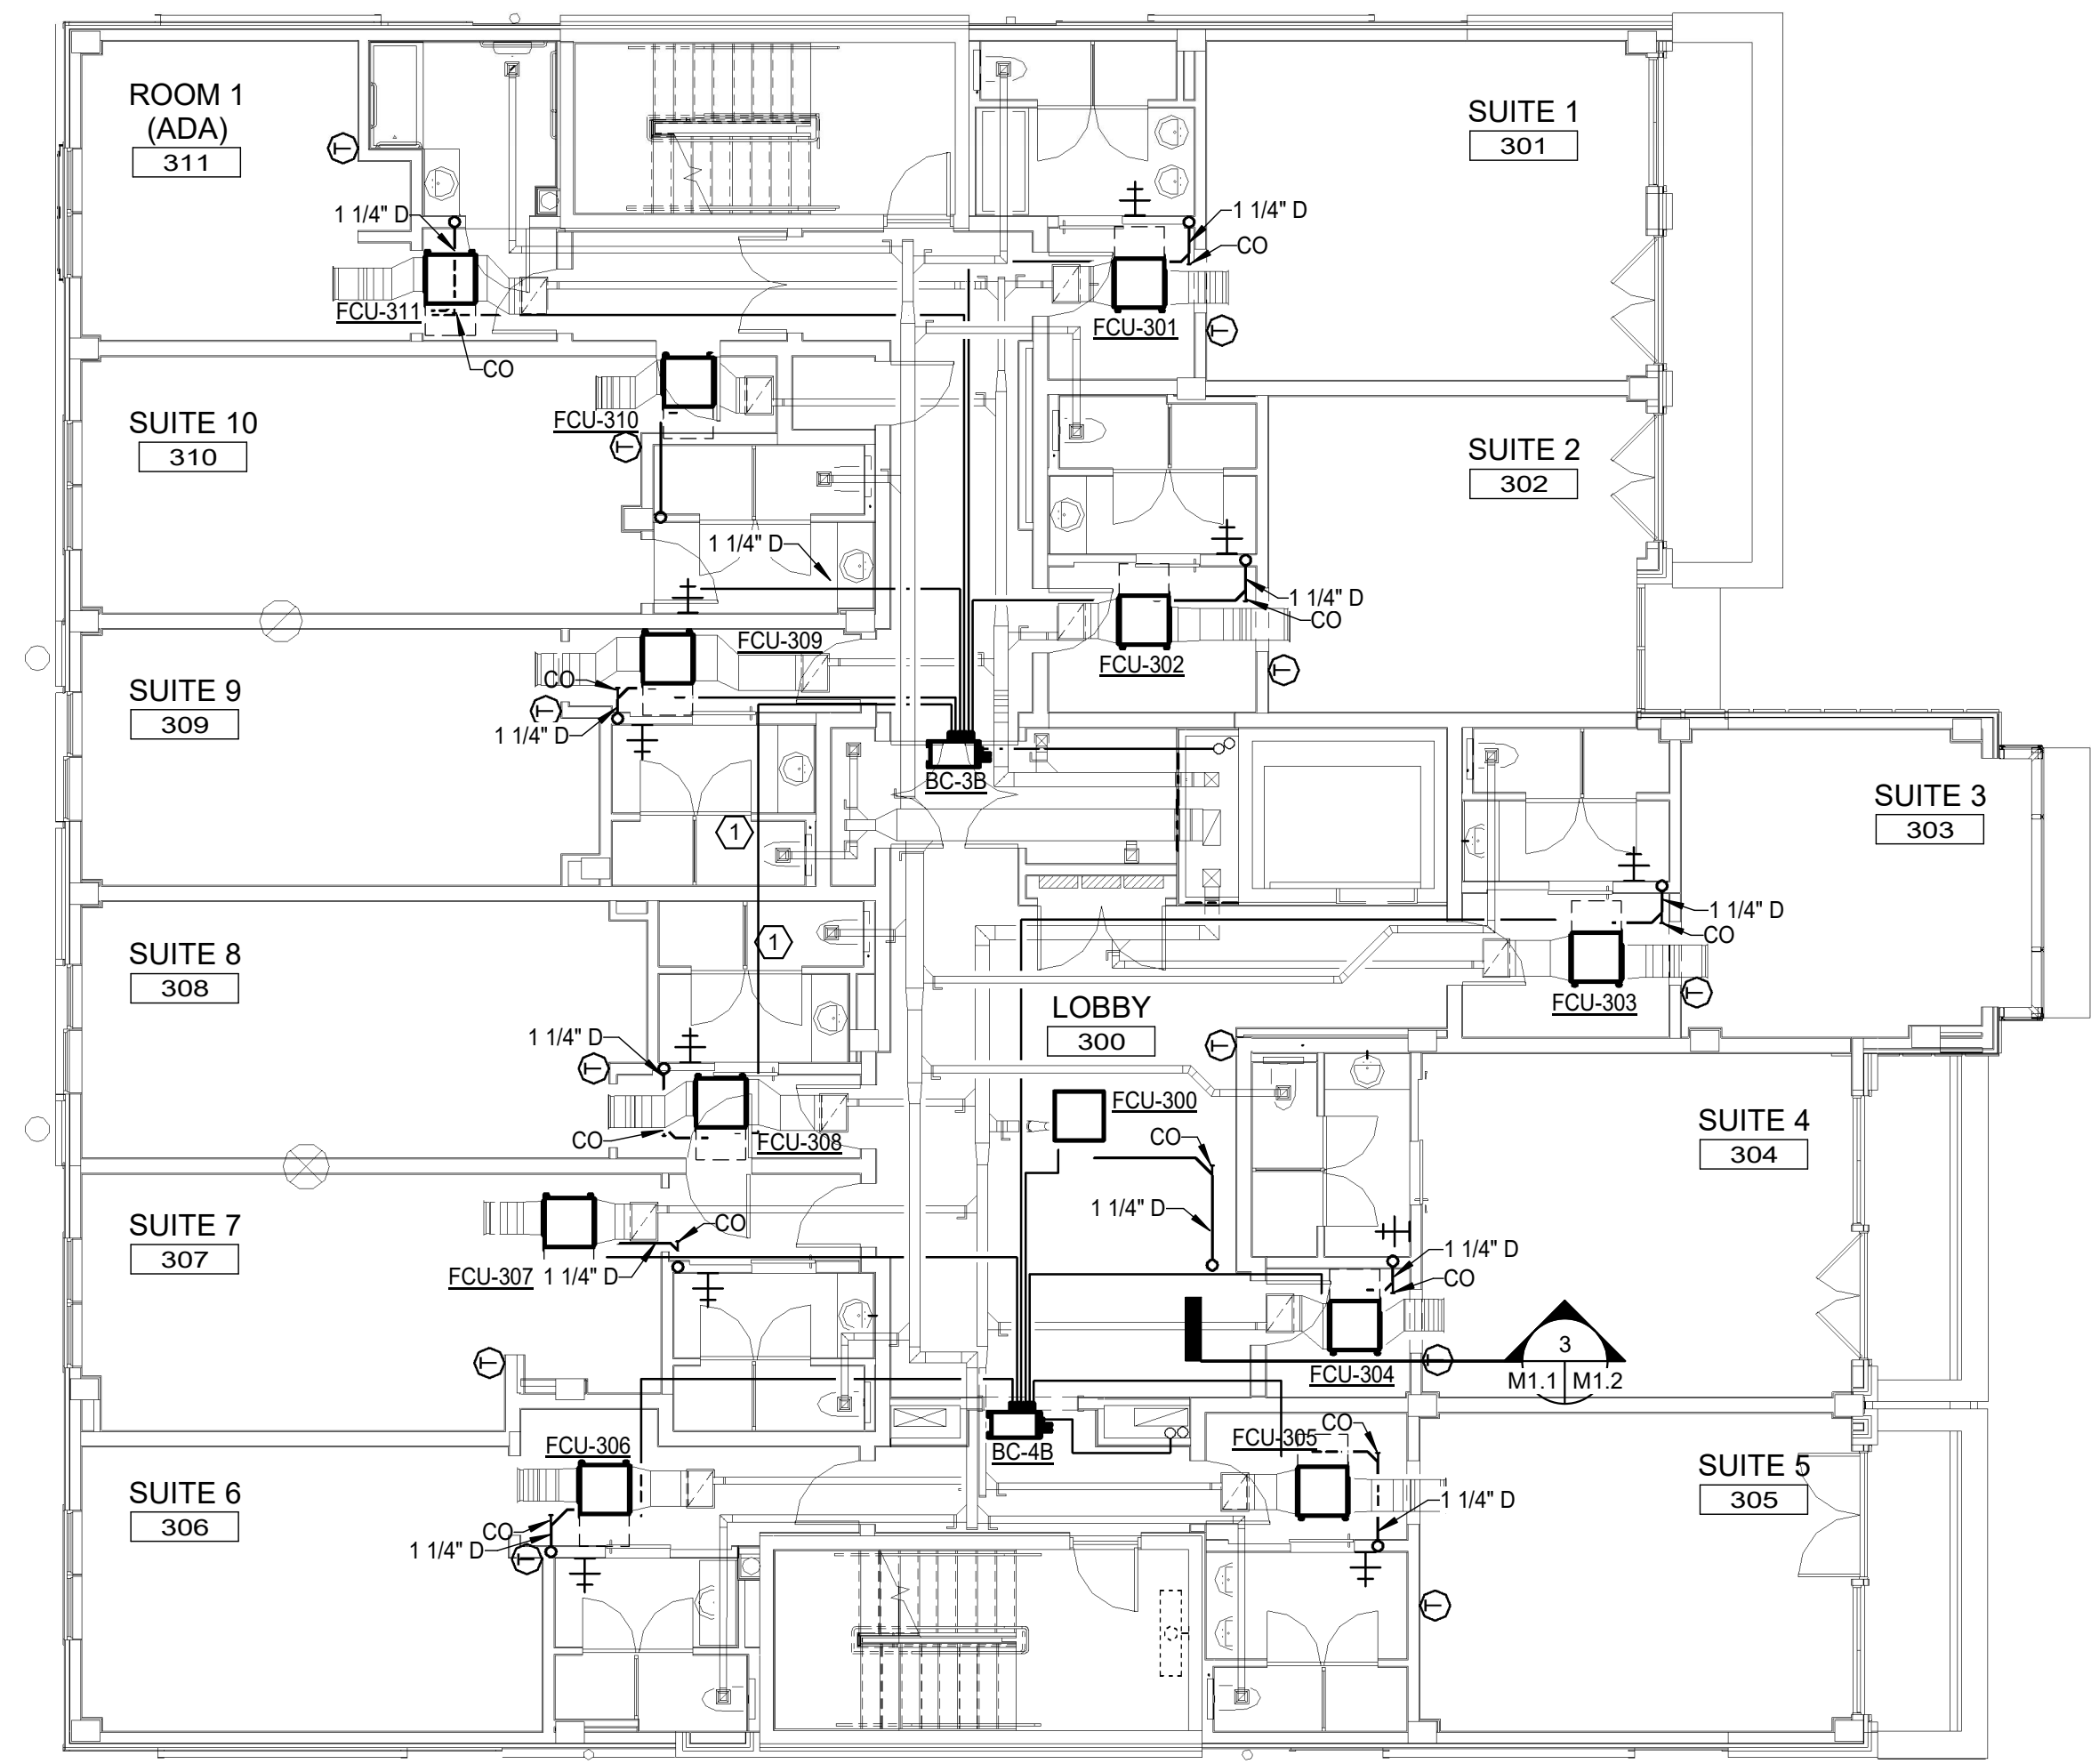 ROOM 1
(ADA)
311
1 1/4" D
FCU-311
CO
SUITE 1
301
1 1/4" D
CO
FCU-301
T
T
SUITE 10
310
FCU-310
T
1 1/4" D
SUITE 2
302
1 1/4" D
CO
FCU-302
T
SUITE 9
309
FCU-309
CO
T
1 1/4" D
BC-3B
1
SUITE 3
303
1 1/4" D
CO
FCU-303
T
SUITE 8
308
1
1 1/4" D
T
CO
FCU-308
LOBBY
300
T
FCU-300
CO
1 1/4" D
SUITE 4
304
1 1/4" D
CO
FCU-304
T
3
M1.1
M1.2
SUITE 7
307
CO
FCU-307
1 1/4" D
T
BC-4B
SUITE 6
306
FCU-306
CO
1 1/4" D
T
SUITE 5
305
FCU-305
CO
1 1/4" D
T